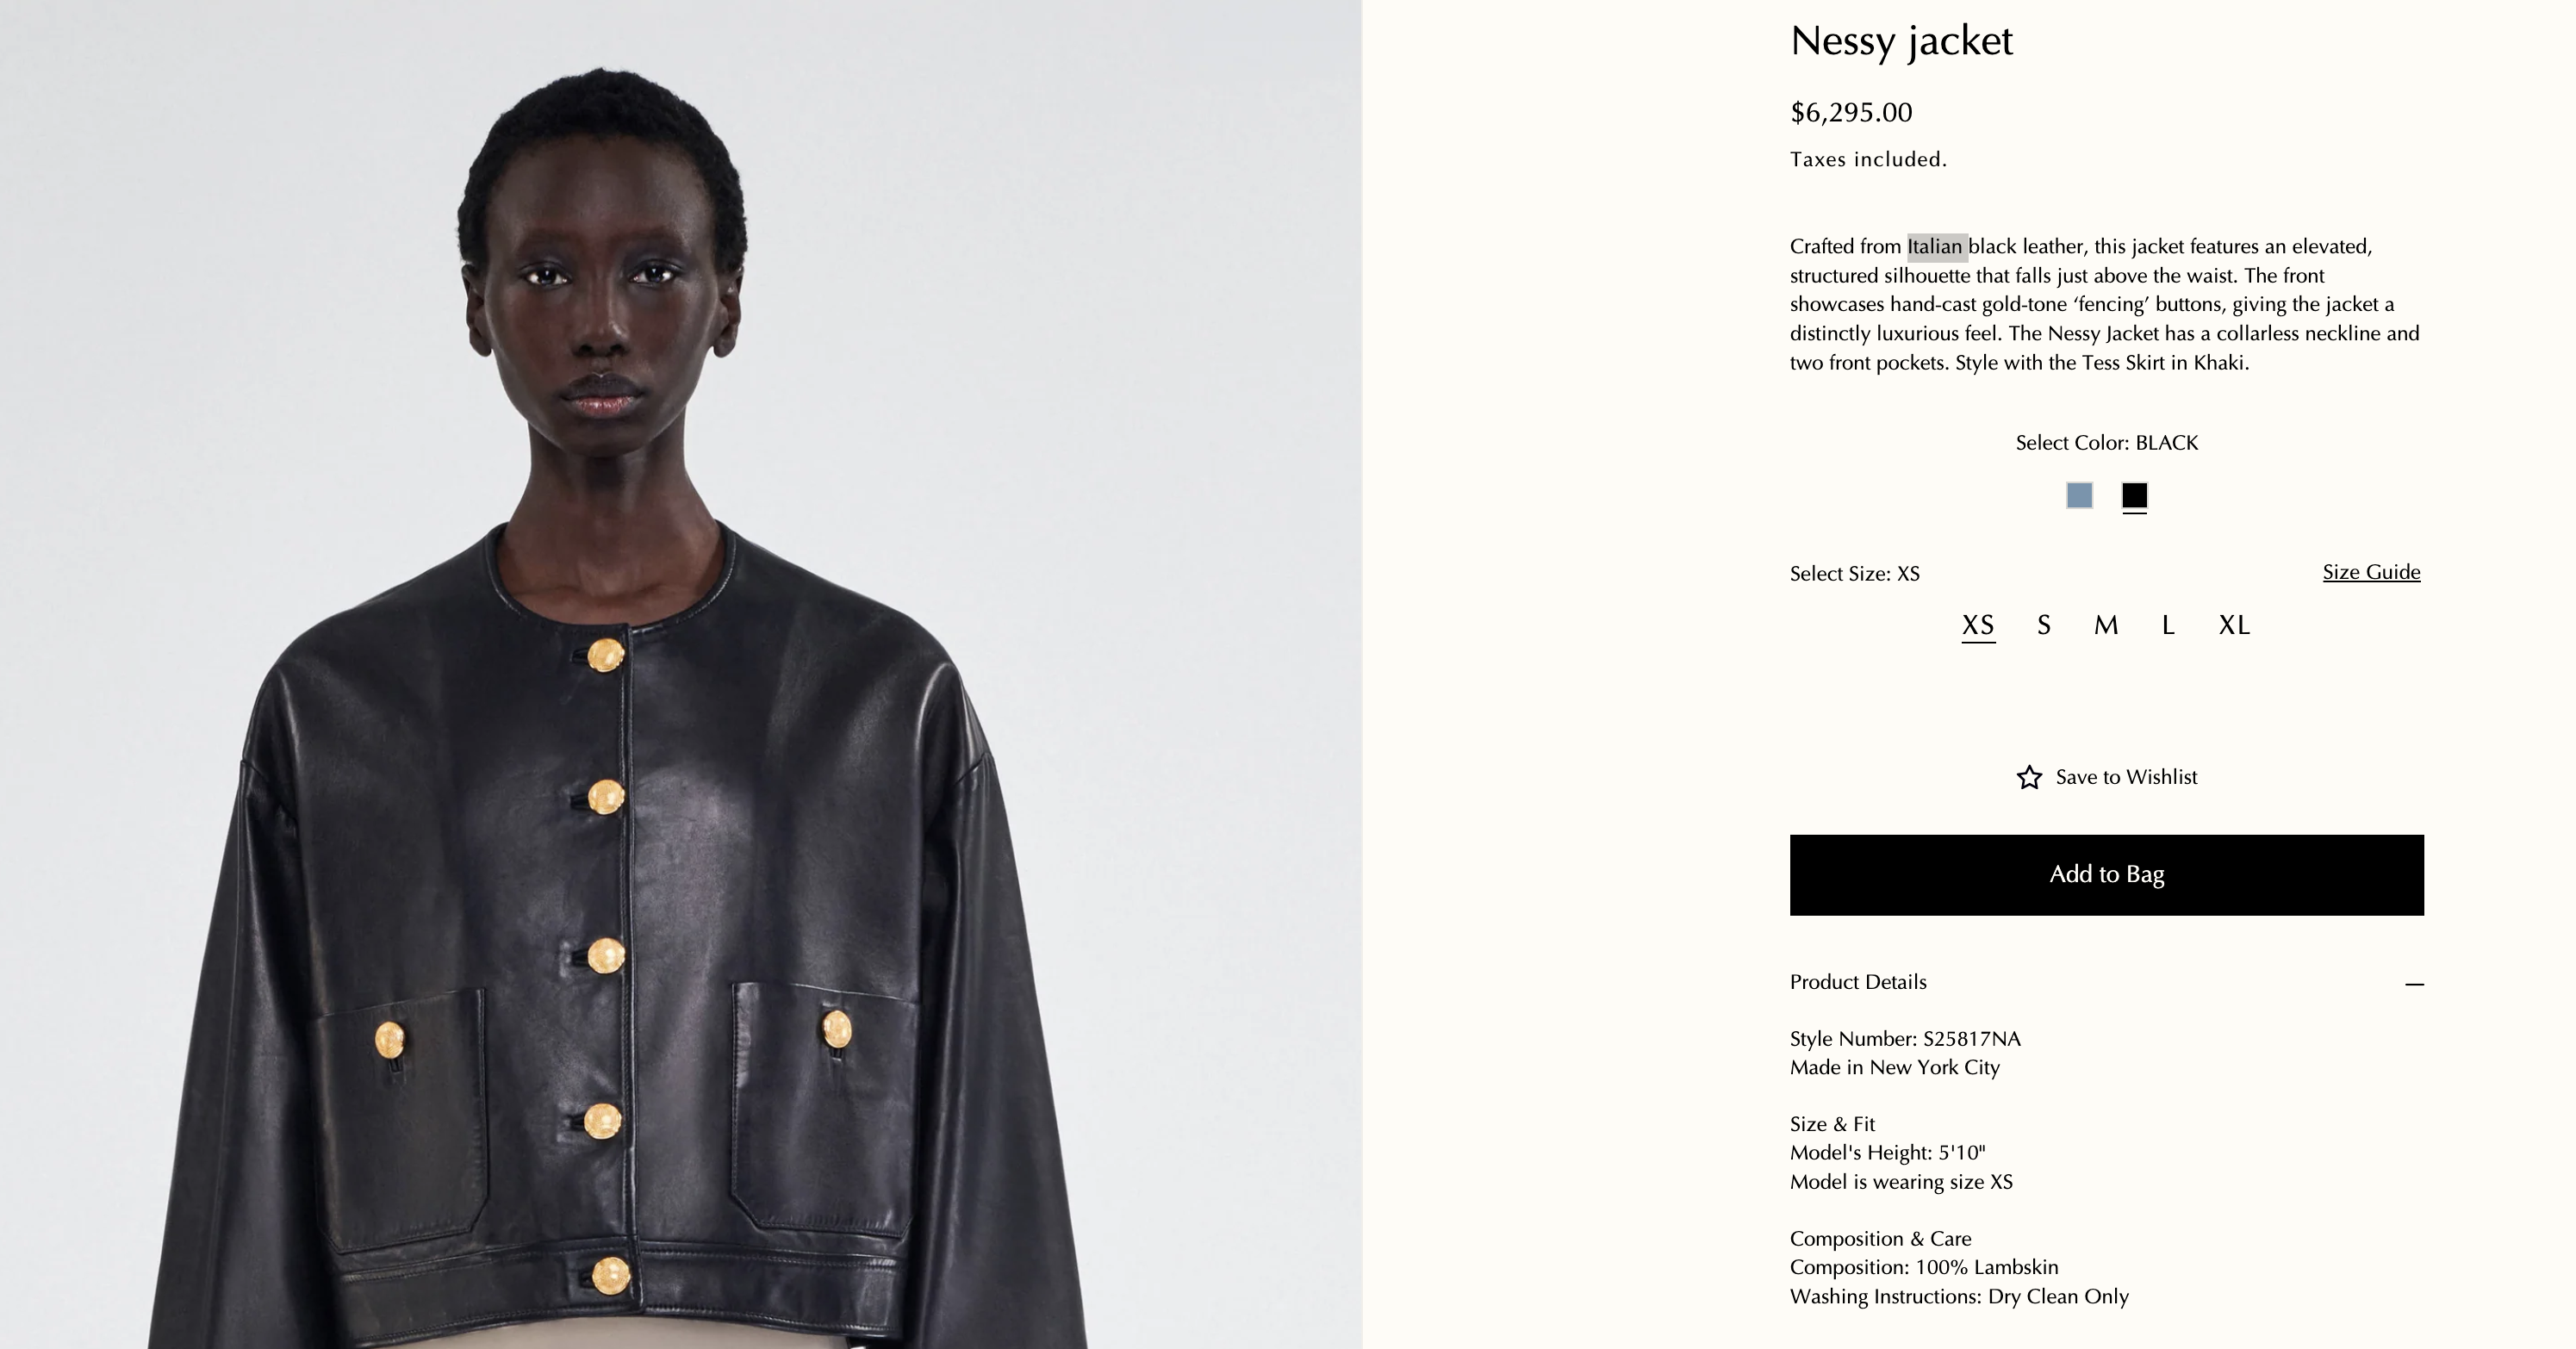 Nessy jacket
$6,295.00
Taxes included.
Crafted from Italian black leather, this jacket features an elevated,
structured silhouette that falls just above the waist. The front
showcases hand-cast gold-tone ‘fencing’ buttons, giving the jacket a
distinctly luxurious feel. The Nessy Jacket has a collarless neckline and
two front pockets. Style with the Tess Skirt in Khaki.
Select Color: BLACK
Select Size: XS Size Guide
XS S M L XL
Save to Wishlist
Add to Bag
Product Details
Style Number: S25817NA
Made in New York City
Size & Fit
Model's Height: 5'10"
Model is wearing size XS
Composition & Care
Composition: 100% Lambskin
Washing Instructions: Dry Clean Only